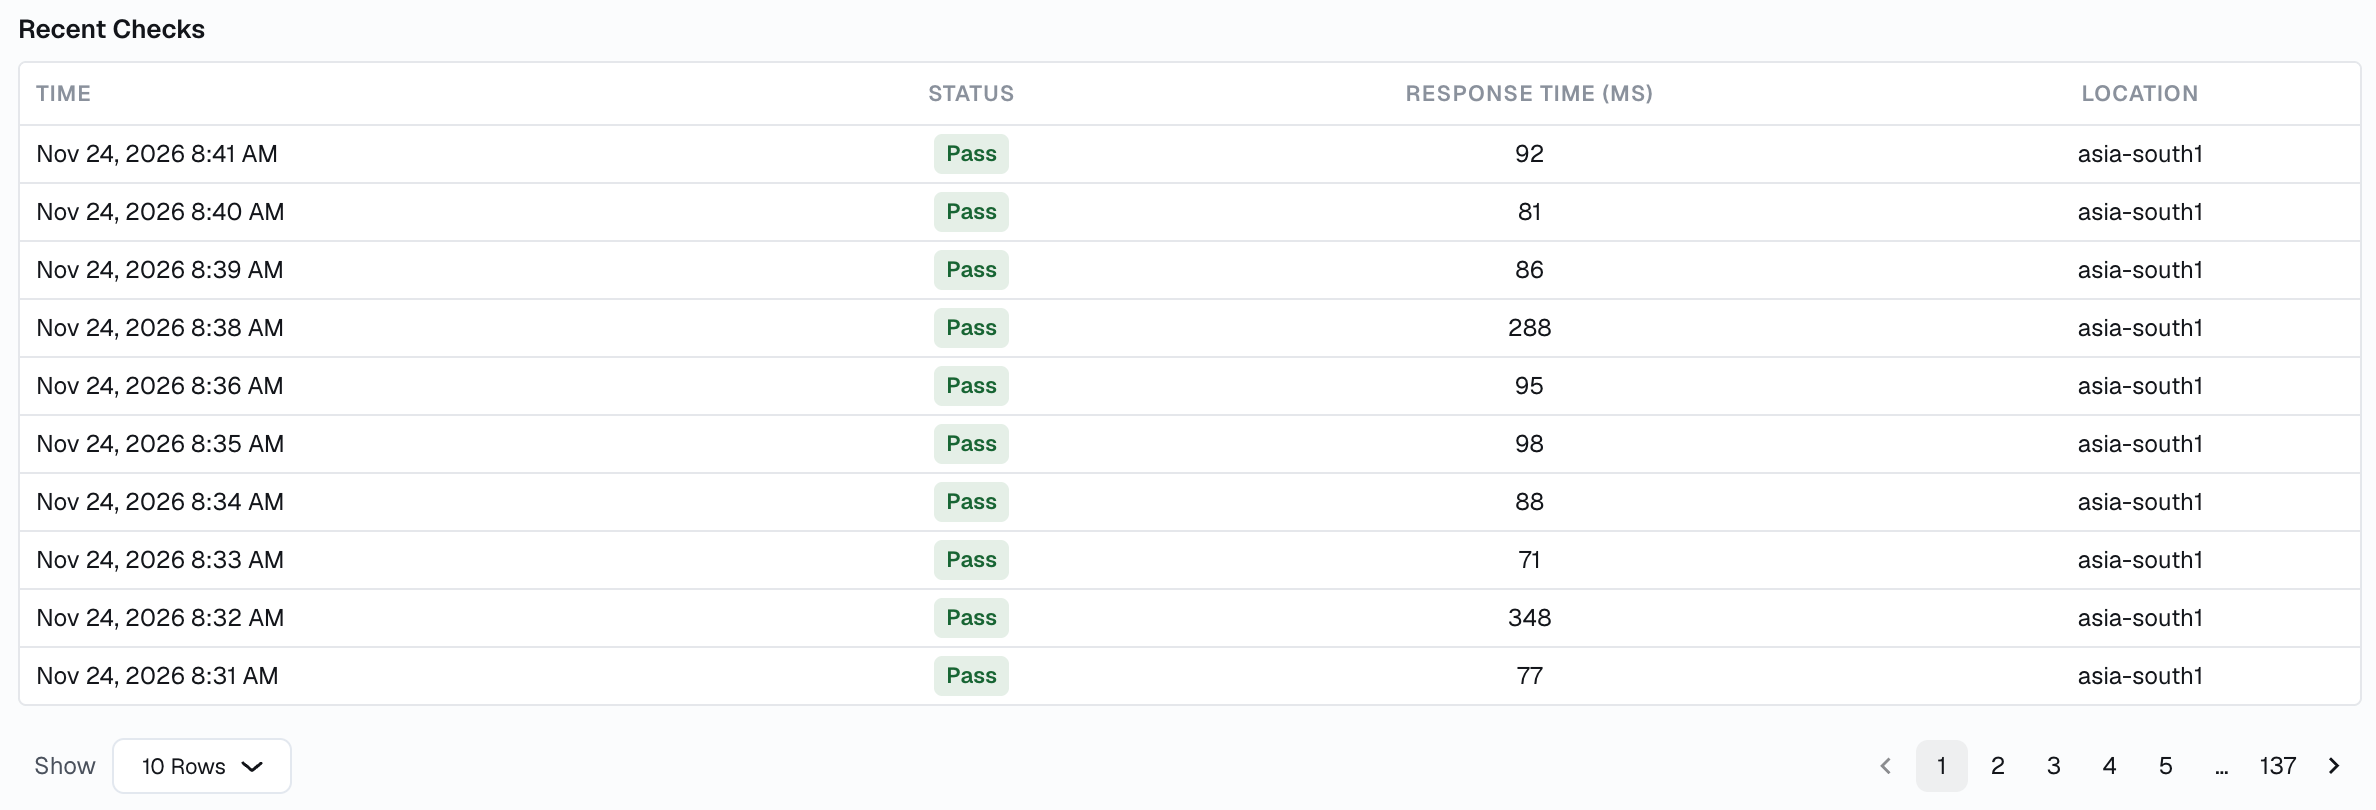 Recent Checks
TIME STATUS RESPONSE TIME (MS) LOCATION
Nov 24, 2026 8:41 AM Pass 92 asia-south1
Nov 24, 2026 8:40 AM Pass 81 asia-south1
Nov 24, 2026 8:39 AM Pass 86 asia-south1
Nov 24, 2026 8:38 AM Pass 288 asia-south1
Nov 24, 2026 8:36 AM Pass 95 asia-south1
Nov 24, 2026 8:35 AM Pass 98 asia-south1
Nov 24, 2026 8:34 AM Pass 88 asia-south1
Nov 24, 2026 8:33 AM Pass 71 asia-south1
Nov 24, 2026 8:32 AM Pass 348 asia-south1
Nov 24, 2026 8:31 AM Pass 77 asia-south1
Show 10 Rows 1 2 3 4 5 ... 137